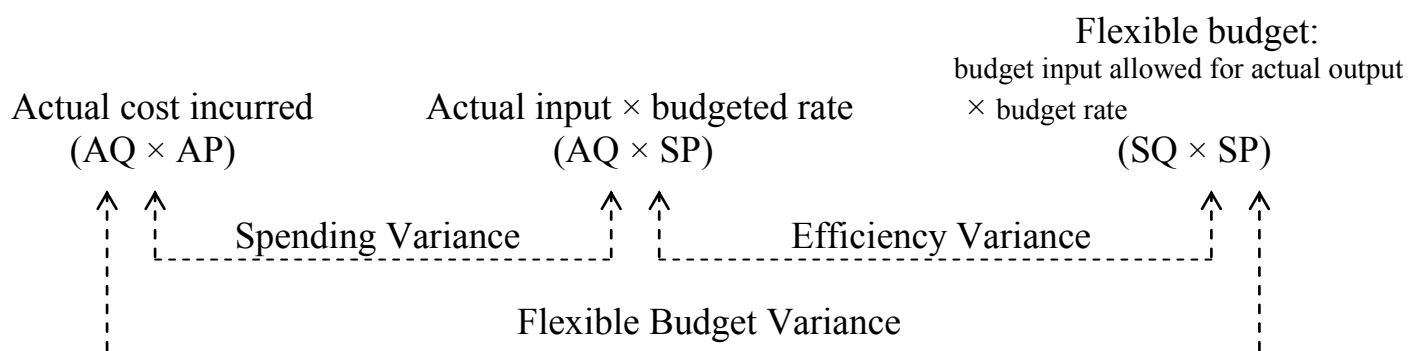 Flexible budget:
budget input allowed for actual output
Actual cost incurred
Actual input × budgeted rate
× budget rate
(AQ × AP)
(AQ × SP)
(SQ × SP)
Spending Variance
Efficiency Variance
Flexible Budget Variance